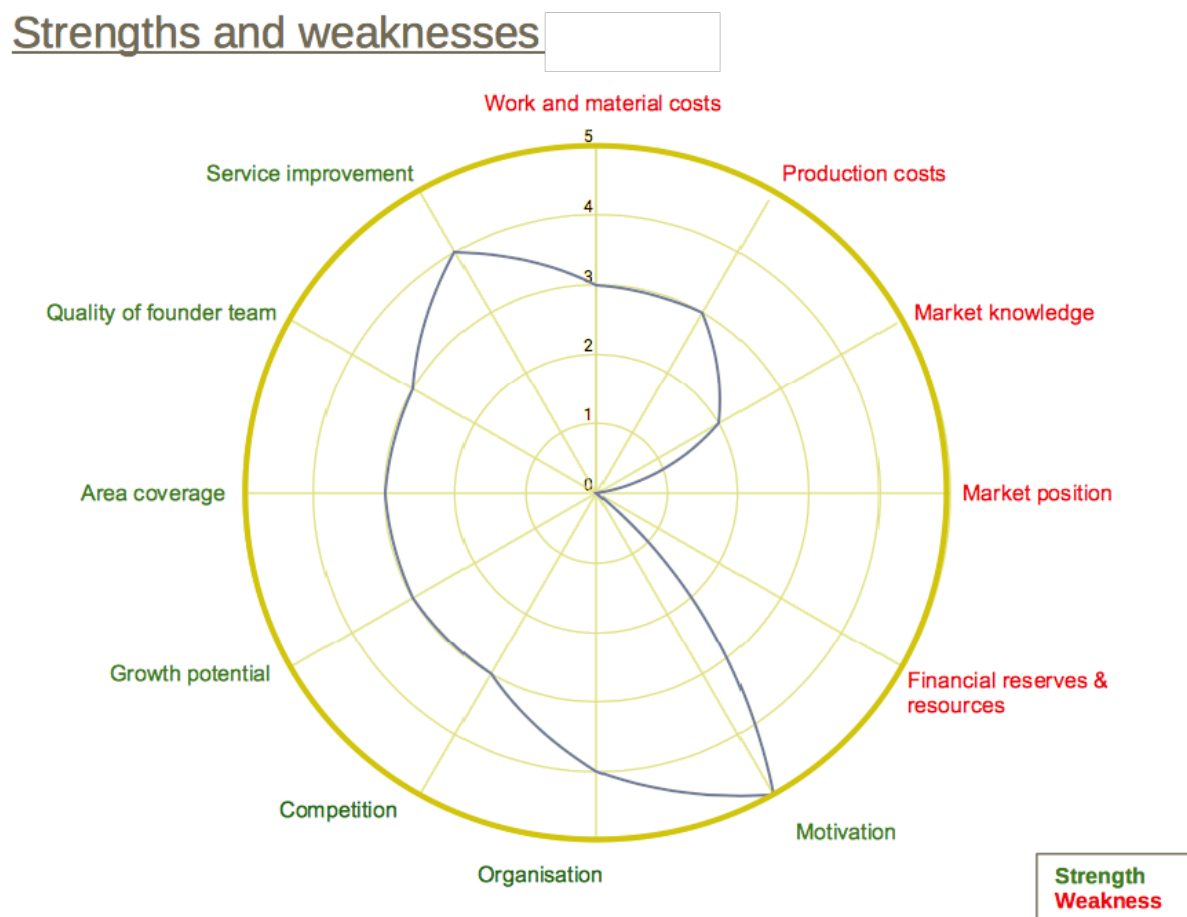 Strengths and weaknesses
Work and material costs
5
Service improvement
Production costs
4
3
Quality of founder team
Market knowledge
2
1
0
Area coverage
Market position
Growth potential
Financial reserves &
resources
Competition
Motivation
Organisation
Strength
Weakness